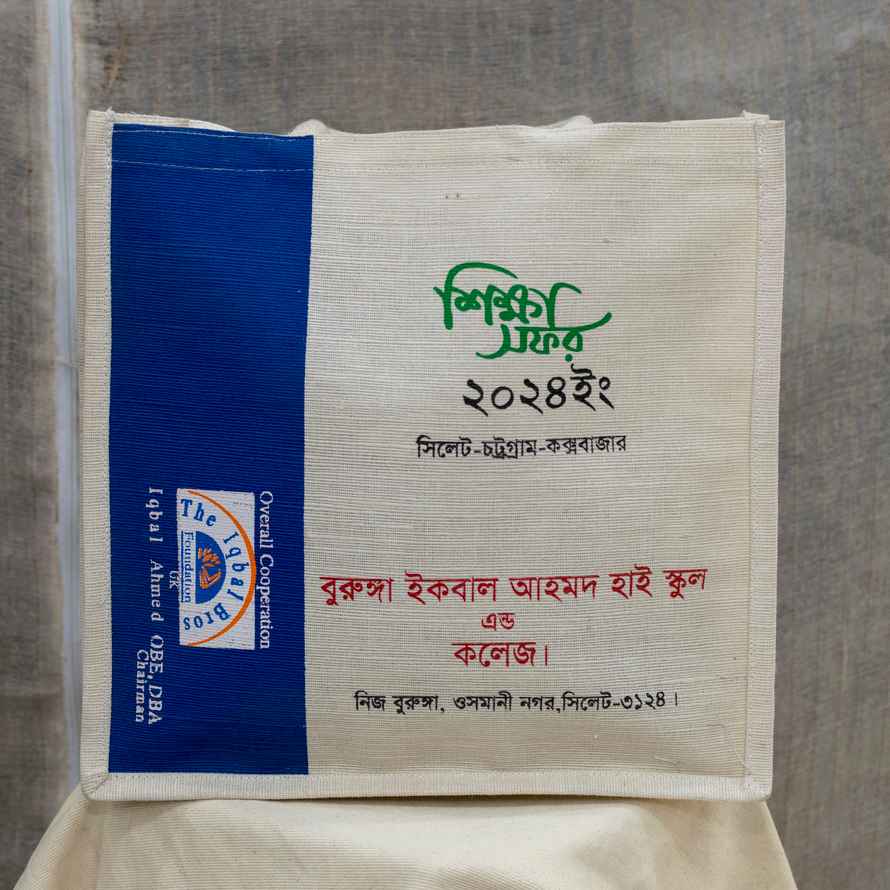 শিক্ষা
সফর
২০২৪ইং
সিলেট-চট্রগ্রাম-কক্সবাজার
বুরুঙ্গা ইকবাল আহমদ হাই স্কুল
এন্ড
কলেজ।
নিজ বুরুঙ্গা, ওসমানী নগর,সিলেট-৩১২৪।
Overall Cooperation
The Iqbal Bros
Foundation
UK
Iqbal Ahmed OBE, DBA
Chairman